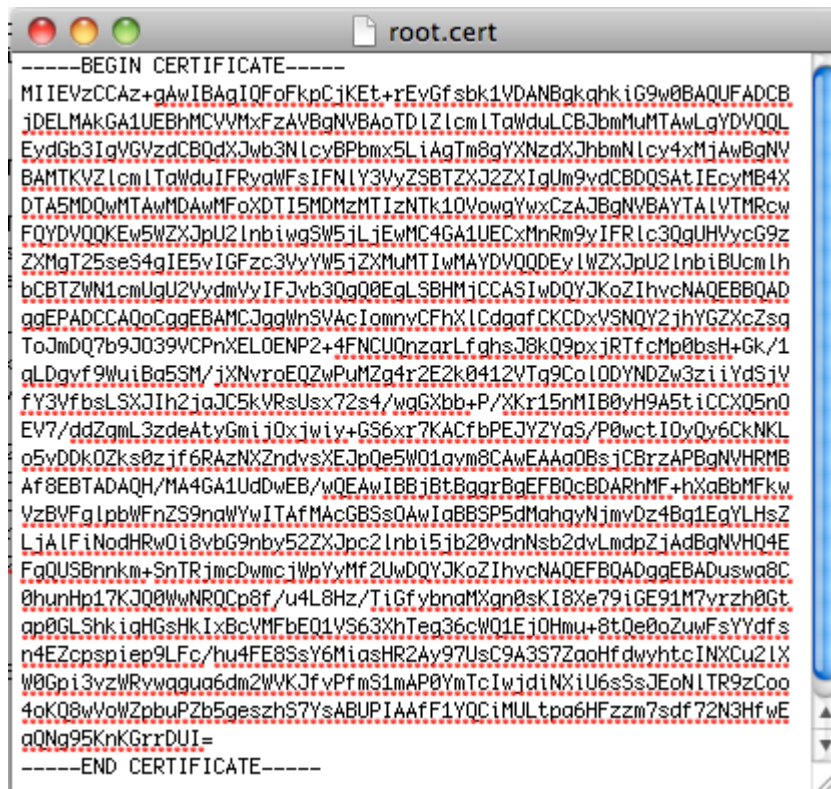 root.cert
-----BEGIN CERTIFICATE-----
MIIEVzCCAz+gAwIBAgIQFoFkpCjKEt+rEvGfsbk1VDANBgkqhkiG9w0BAQUFADCB
jDELMAkGA1UEBhMCVVMxFzAVBgNVBAoTDlZlcmlTaWduLCBJbmMuMTAwLgYDVQQL
EydGb3IgVGVzdCBQdXJwb3NlcyBPbmx5LiAgTm8gYXNzdXJhbmNlcy4xMjAwBgNV
BAMTKVZlcmlTaWduIFRyaWFsIFNlY3VyZSBTZXJ2ZXIgUm9vdCBDQSAtIEcyMB4X
DTA5MDQwMTAwMDAwMFoXDTI5MDMzMTIzNTk1OVowgYwxCzAJBgNVBAYTAlVTMRcw
FQYDVQQKEw5WZXJpU2lnbiwgSW5jLjEwMC4GA1UECxMnRm9yIFRlc3QgUHVycG9z
ZXMgT25seS4gIE5vIGFzc3VyYW5jZXMuMTIwMAYDVQQDEylWZXJpU2lnbiBUcmlh
bCBTZWN1cmUgU2VydmVyIFJvb3QgQ0EgLSBHMjCCASIwDQYJKoZIhvcNAQEBBQAD
ggEPADCCAQoCggEBAMCJggWnSVAcIomnvCFhXlCdgafCKCDxVSNQY2jhYGZXcZsg
ToJmDQ7b9JO39VCPnXELOENP2+4FNCUQnzqrLfghsJ8kQ9pxjRTfcMp0bsH+Gk/1
qLDgvf9WuiBa5SM/jXNvroEQZwPuMZg4r2E2k0412VTq9ColODYNDZw3ziiYdSjV
fY3VfbsLSXJIh2jaJC5kVRsUsx72s4/wgGXbb+P/XKr15nMIB0yH9A5tiCCXQ5nO
EV7/ddZqmL3zdeAtyGmijOxjwiy+GS6xr7KACfbPEJYZYaS/P0wctIOyQy6CkNKL
o5vDDkOZks0zjf6RAzNXZndvsXEJpQe5WO1avm8CAwEAAaOBsjCBrzAPBgNVHRMB
Af8EBTADAQH/MA4GA1UdDwEB/wQEAwIBBjBtBggrBgEFBQcBDARhMF+hXaBbMFkw
VzBVFglpbWFnZS9naWYwITAfMAcGBSsOAwIaBBSP5dMahqyNjmvDz4Bq1EgYLHsZ
LjAlFiNodHRwOi8vbG9nby52ZXJpc2lnbi5jb20vdnNsb2dvLmdpZjAdBgNVHQ4E
FgQUSBnnkm+SnTRjmcDwmcjWpYyMf2UwDQYJKoZIhvcNAQEFBQADggEBADuswa8C
0hunHp17KJQ0WwNRQCp8f/u4L8Hz/TiGfybnaMXgn0sKI8Xe79iGE91M7vrzh0Gt
ap0GLShkiqHGsHkIxBcVMFbEQ1VS63XhTeg36cWQ1EjOHmu+8tQe0oZuwFsYYdfs
n4EZcpspiep9LFc/hu4FE8SsY6MiasHR2Ay97UsC9A3S7ZaoHfdwyhtcINXCu2lX
W0Gpi3vzWRvwqgua6dm2WVKJfvPfmS1mAP0YmTcIwjdiNXiU6sSsJEoNlTR9zCoo
4oKQ8wVoWZpbuPZb5geszhS7YsABUPIAAfF1YQCiMULtpa6HFzzm7sdf72N3HfwE
aQNg95KnKGrrDUI=
-----END CERTIFICATE-----